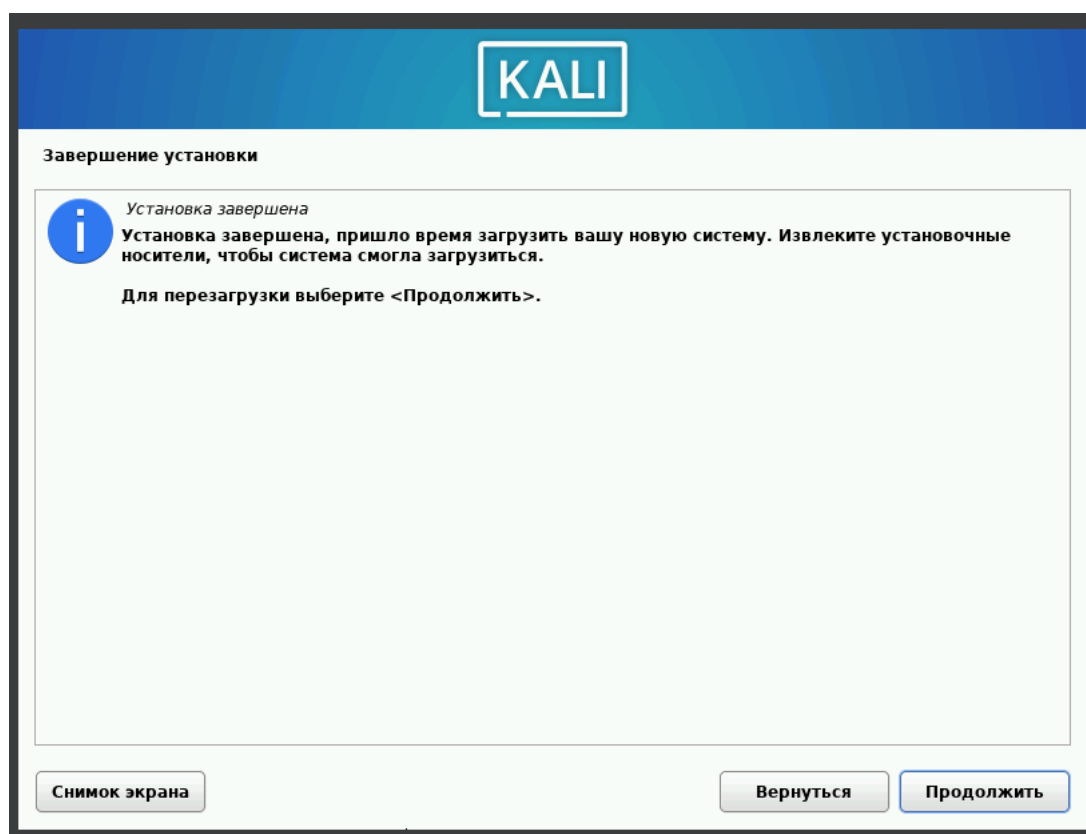 KALI
Завершение установки
Установка завершена
Установка завершена, пришло время загрузить вашу новую систему. Извлеките установочные
носители, чтобы система смогла загрузиться.
Для перезагрузки выберите <Продолжить>.
Снимок экрана
Вернуться
Продолжить